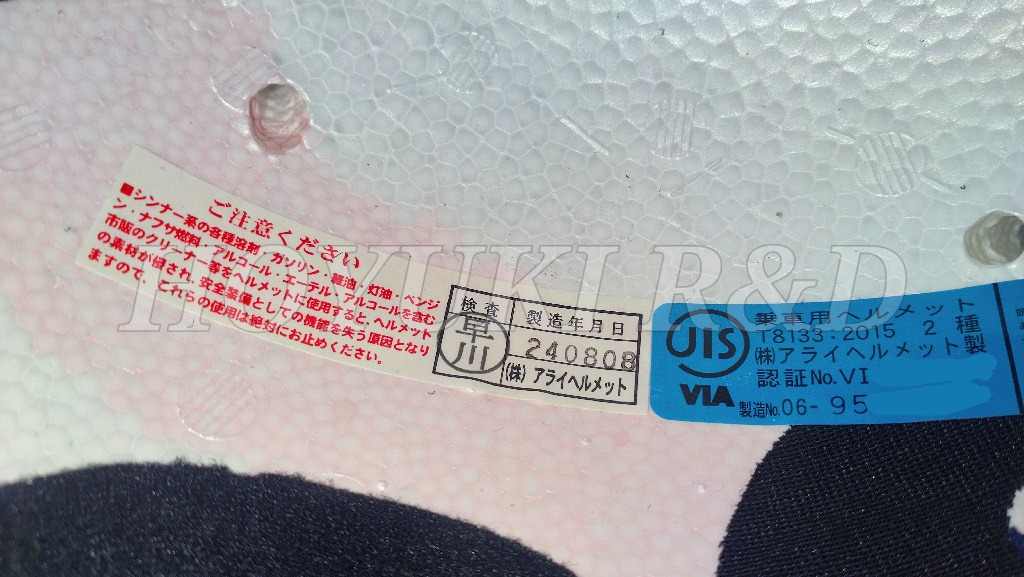 ご注意ください
■シンナー系の各種溶剤・ガソリン・軽油・灯油・ベンジ
ン・ナフサ燃料・アルコール・エーテル・アルコールを含む
市販のクリーナー等をヘルメットに使用すると、ヘルメット
の素材が侵され、安全装備としての機能を失う原因となり
ますので、これらの使用は絶対にお止めください。
検査
草川
製造年月日
240808
(株)アライヘルメット
JIS
VIA
乗車用ヘルメット
T8133:2015 2種
(株)アライヘルメット製
認証No.VI
製造No.06-95
HOYUKI R&D